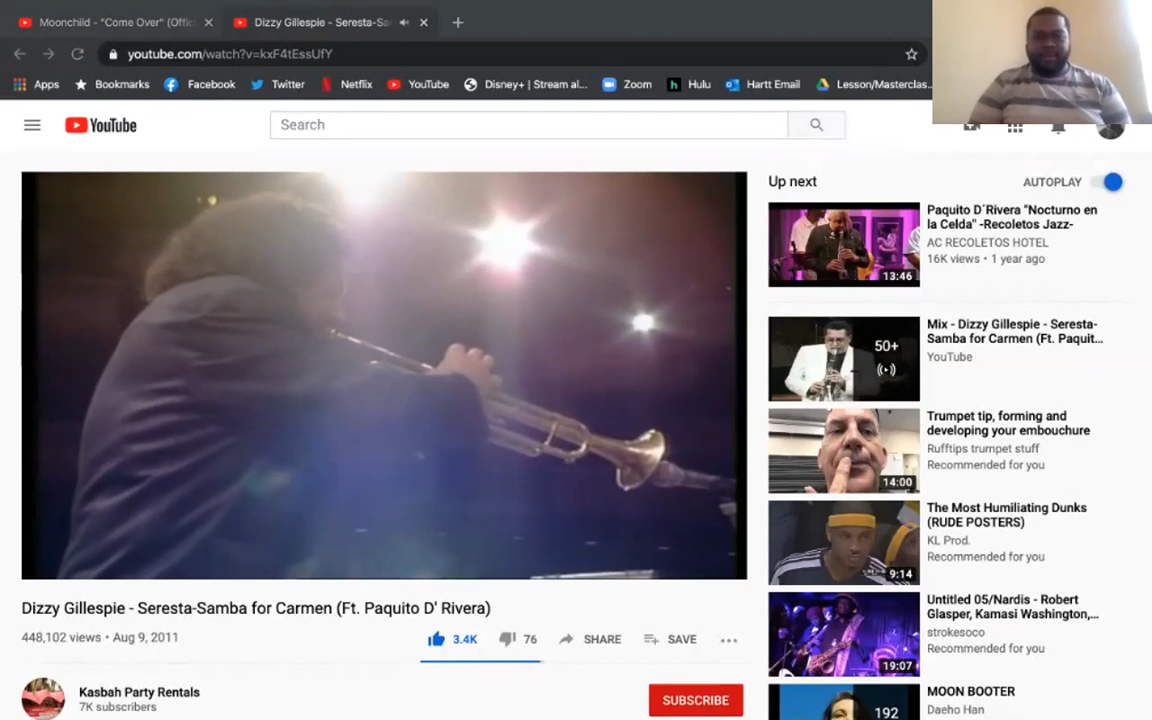 Moonchild - "Come Over" (Offic
Dizzy Gillespie - Seresta-Sa
youtube.com/watch?v=kxF4tEssUfY
Apps Bookmarks Facebook Twitter Netflix YouTube Disney+ | Stream al... Zoom Hulu Hartt Email Lesson/Masterclas...
YouTube
Search
Up next
AUTOPLAY
Paquito D´Rivera "Nocturno en
la Celda" -Recoletos Jazz-
AC RECOLETOS HOTEL
16K views • 1 year ago
13:46
Mix - Dizzy Gillespie - Seresta-
Samba for Carmen (Ft. Paquit...
YouTube
50+
Trumpet tip, forming and
developing your embouchure
Rufftips trumpet stuff
Recommended for you
14:00
The Most Humiliating Dunks
(RUDE POSTERS)
KL Prod.
Recommended for you
9:14
Untitled 05/Nardis - Robert
Glasper, Kamasi Washington,...
strokesoco
Recommended for you
19:07
MOON BOOTER
Daeho Han
192
Dizzy Gillespie - Seresta-Samba for Carmen (Ft. Paquito D' Rivera)
448,102 views • Aug 9, 2011
3.4K 76 SHARE SAVE
Kasbah Party Rentals
7K subscribers
SUBSCRIBE